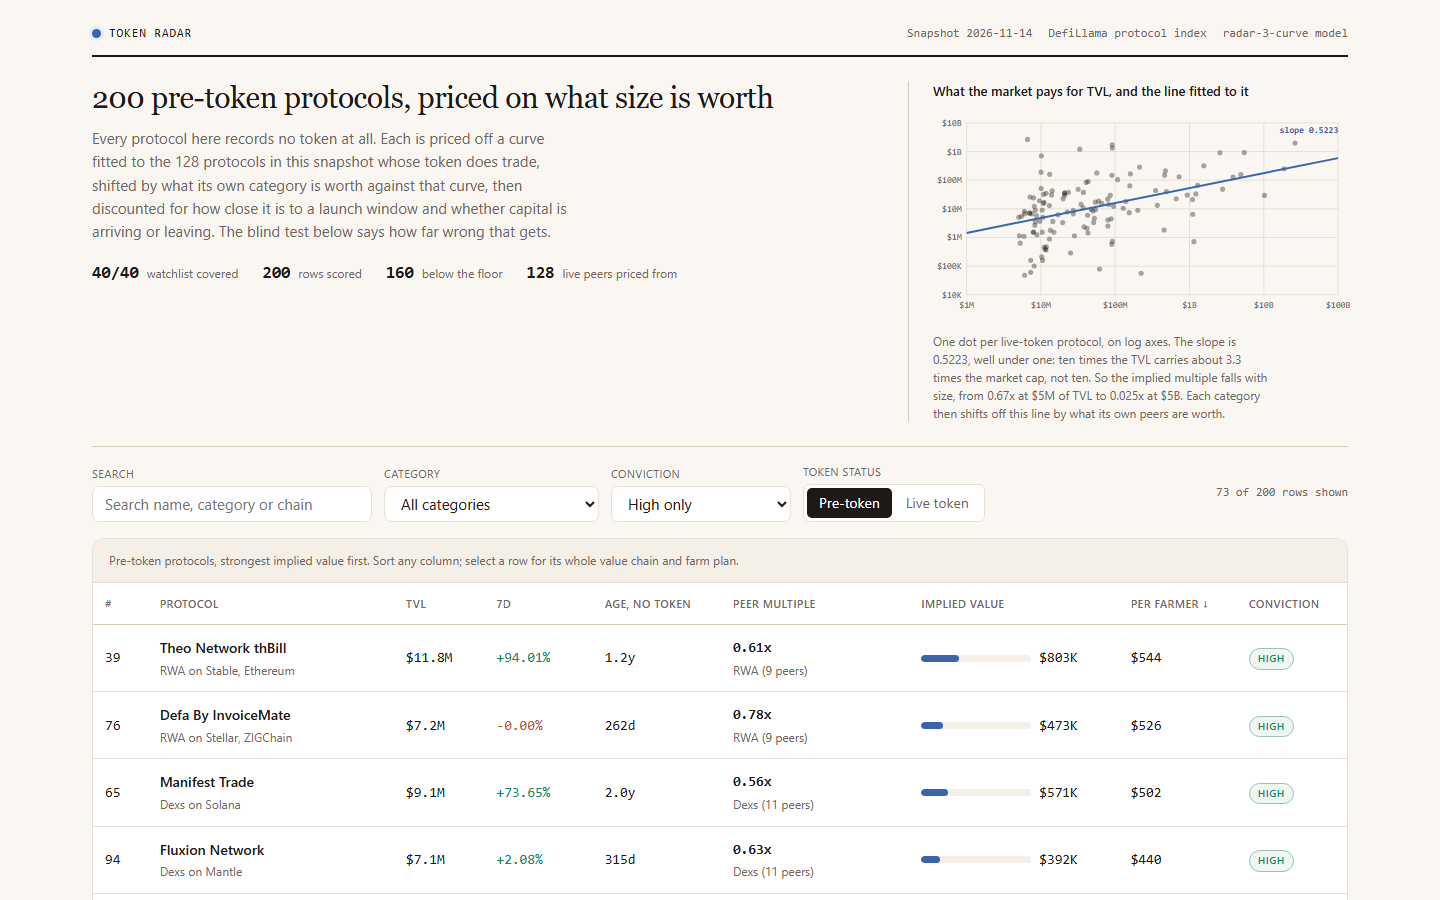 TOKEN RADAR
Snapshot 2026-11-14 DefiLlama protocol index radar-3-curve model
200 pre-token protocols, priced on what size is worth
Every protocol here records no token at all. Each is priced off a curve
fitted to the 128 protocols in this snapshot whose token does trade,
shifted by what its own category is worth against that curve, then
discounted for how close it is to a launch window and whether capital is
arriving or leaving. The blind test below says how far wrong that gets.
40/40 watchlist covered 200 rows scored 160 below the floor 128 live peers priced from
What the market pays for TVL, and the line fitted to it
$10B
slope 0.5223
$1B
$100M
$10M
$1M
$100K
$10K
$1M $10M $100M $1B $10B $100B
One dot per live-token protocol, on log axes. The slope is
0.5223, well under one: ten times the TVL carries about 3.3
times the market cap, not ten. So the implied multiple falls with
size, from 0.67x at $5M of TVL to 0.025x at $5B. Each category
then shifts off this line by what its own peers are worth.
SEARCH CATEGORY CONVICTION TOKEN STATUS
Search name, category or chain All categories High only Pre-token Live token
73 of 200 rows shown
Pre-token protocols, strongest implied value first. Sort any column; select a row for its whole value chain and farm plan.
# PROTOCOL TVL 7D AGE, NO TOKEN PEER MULTIPLE IMPLIED VALUE PER FARMER ↓ CONVICTION
39 Theo Network thBill $11.8M +94.01% 1.2y 0.61x $803K $544 HIGH
RWA on Stable, Ethereum RWA (9 peers)
76 Defa By InvoiceMate $7.2M -0.00% 262d 0.78x $473K $526 HIGH
RWA on Stellar, ZIGChain RWA (9 peers)
65 Manifest Trade $9.1M +73.65% 2.0y 0.56x $571K $502 HIGH
Dexs on Solana Dexs (11 peers)
94 Fluxion Network $7.1M +2.08% 315d 0.63x $392K $440 HIGH
Dexs on Mantle Dexs (11 peers)